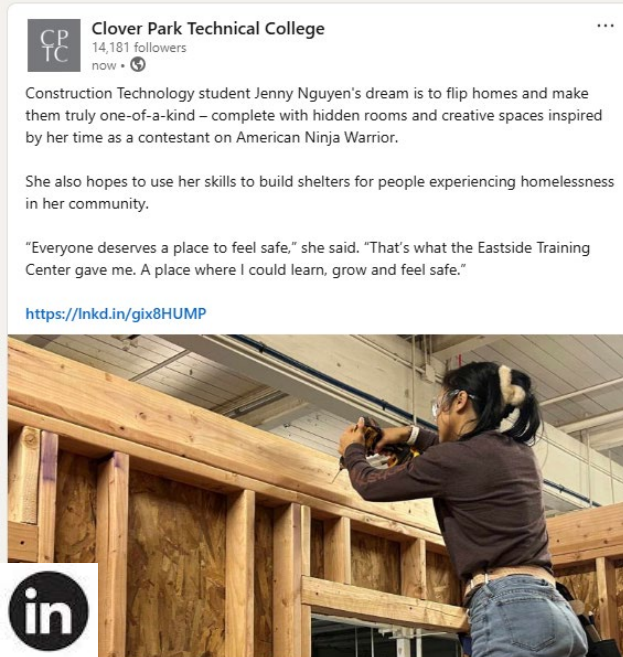 CP
TC
Clover Park Technical College
14,181 followers
now •
Construction Technology student Jenny Nguyen's dream is to flip homes and make
them truly one-of-a-kind – complete with hidden rooms and creative spaces inspired
by her time as a contestant on American Ninja Warrior.
She also hopes to use her skills to build shelters for people experiencing homelessness
in her community.
“Everyone deserves a place to feel safe,” she said. “That’s what the Eastside Training
Center gave me. A place where I could learn, grow and feel safe.”
https://lnkd.in/gix8HUMP
in